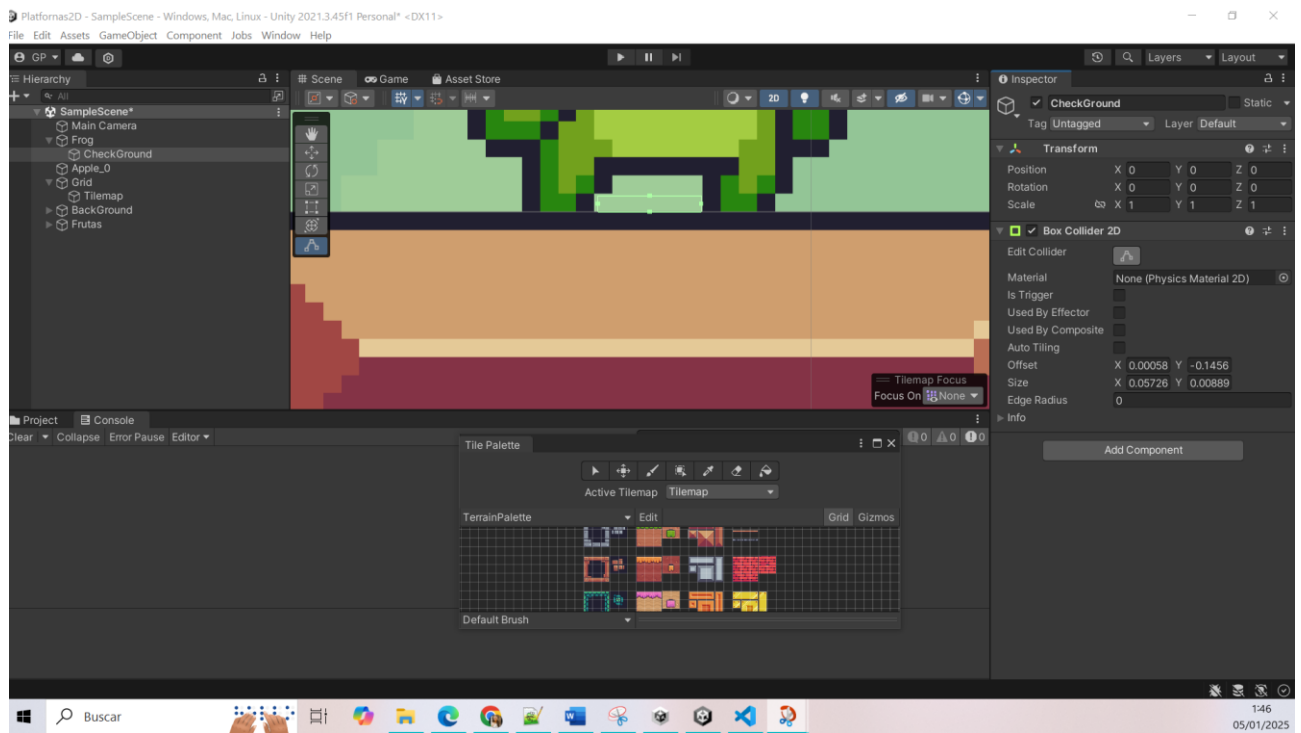 Platfornas2D - SampleScene - Windows, Mac, Linux - Unity 2021.3.45f1 Personal* <DX11>
File Edit Assets GameObject Component Jobs Window Help
GP
Layers
Layout
Hierarchy
Scene Game Asset Store
Inspector
All
2D
SampleScene*
Main Camera
Frog
CheckGround
Apple_0
Grid
Tilemap
BackGround
Frutas
Tilemap Focus
Focus On None
CheckGround Static
Tag Untagged Layer Default
Transform
Position X 0 Y 0 Z 0
Rotation X 0 Y 0 Z 0
Scale X 1 Y 1 Z 1
Box Collider 2D
Edit Collider
Material None (Physics Material 2D)
Is Trigger
Used By Effector
Used By Composite
Auto Tiling
Offset X 0.00058 Y -0.1456
Size X 0.05726 Y 0.00889
Edge Radius 0
Info
Add Component
Project Console
Clear Collapse Error Pause Editor
0 0 0
Tile Palette
Active Tilemap Tilemap
TerrainPalette Edit Grid Gizmos
Default Brush
Buscar
1:46
05/01/2025